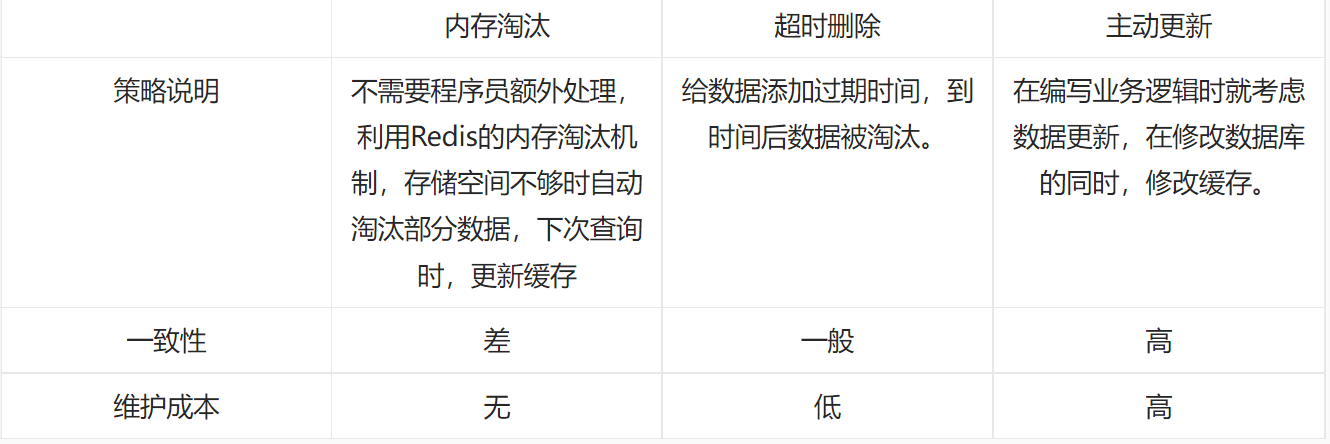 内存淘汰
超时删除
主动更新
策略说明
不需要程序员额外处理，
利用Redis的内存淘汰机
制，存储空间不够时自动
淘汰部分数据，下次查询
时，更新缓存
给数据添加过期时间，到
时间后数据被淘汰。
在编写业务逻辑时就考虑
数据更新，在修改数据库
的同时，修改缓存。
一致性
差
一般
高
维护成本
无
低
高